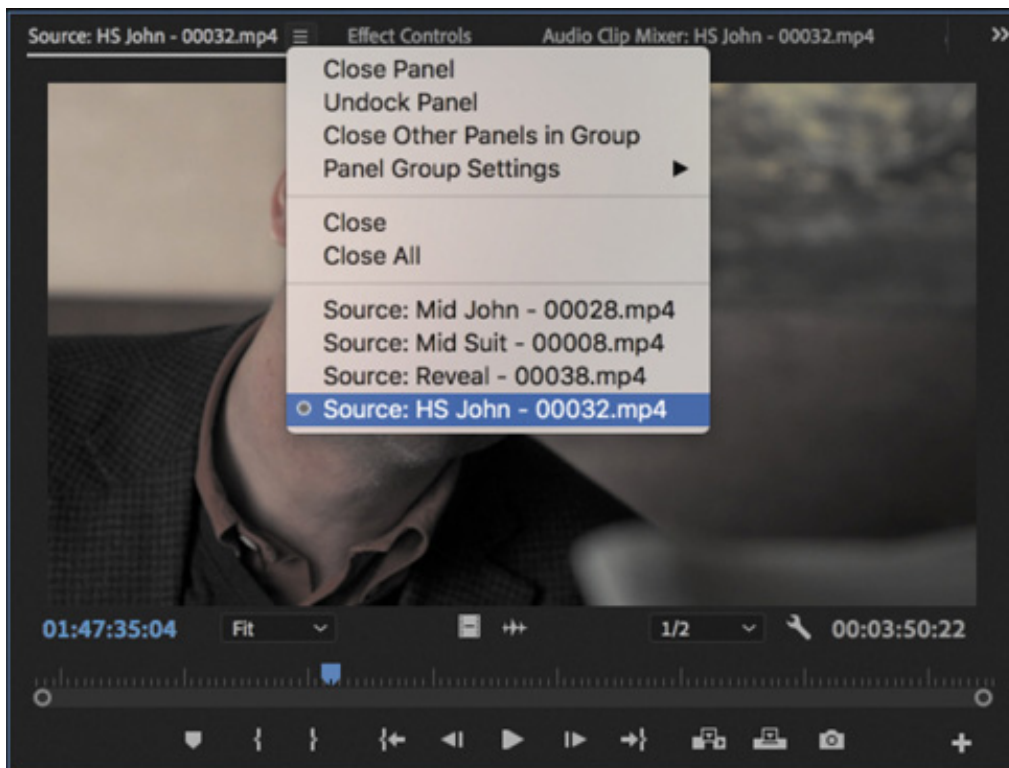 Source: HS John - 00032.mp4 Effect Controls Audio Clip Mixer: HS John - 00032.mp4
Close Panel
Undock Panel
Close Other Panels in Group
Panel Group Settings
Close
Close All
Source: Mid John - 00028.mp4
Source: Mid Suit - 00008.mp4
Source: Reveal - 00038.mp4
Source: HS John - 00032.mp4
01:47:35:04 Fit 1/2 00:03:50:22